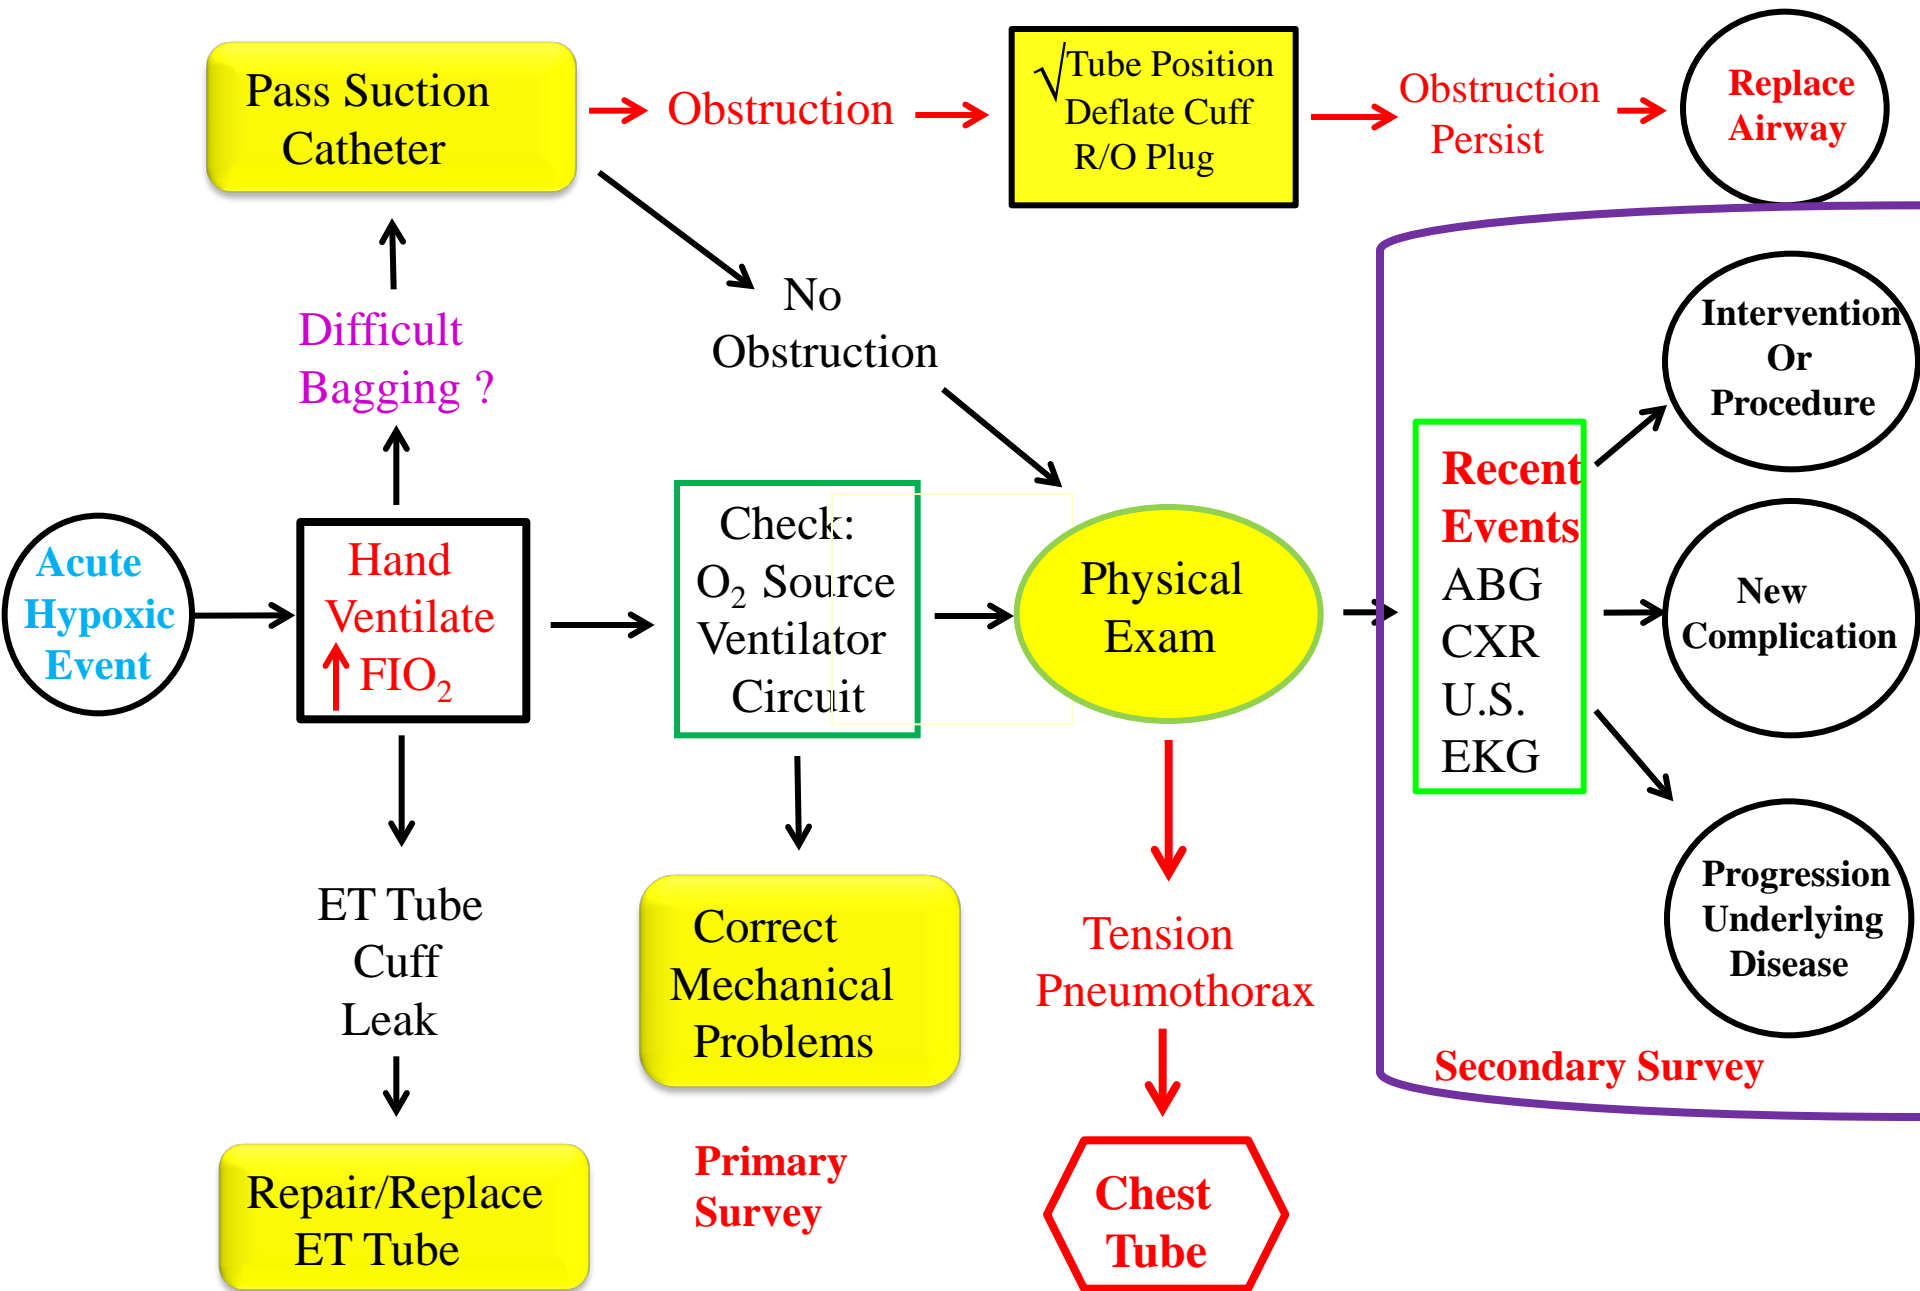 Pass Suction
Catheter
Obstruction
√Tube Position
Deflate Cuff
R/O Plug
Obstruction
Persist
Replace
Airway
Difficult
Bagging ?
No
Obstruction
Acute
Hypoxic
Event
Hand
Ventilate
FIO₂
Check:
O₂ Source
Ventilator
Circuit
Physical
Exam
Recent
Events
ABG
CXR
U.S.
EKG
Intervention
Or
Procedure
New
Complication
Progression
Underlying
Disease
Secondary Survey
ET Tube
Cuff
Leak
Repair/Replace
ET Tube
Correct
Mechanical
Problems
Primary
Survey
Tension
Pneumothorax
Chest
Tube